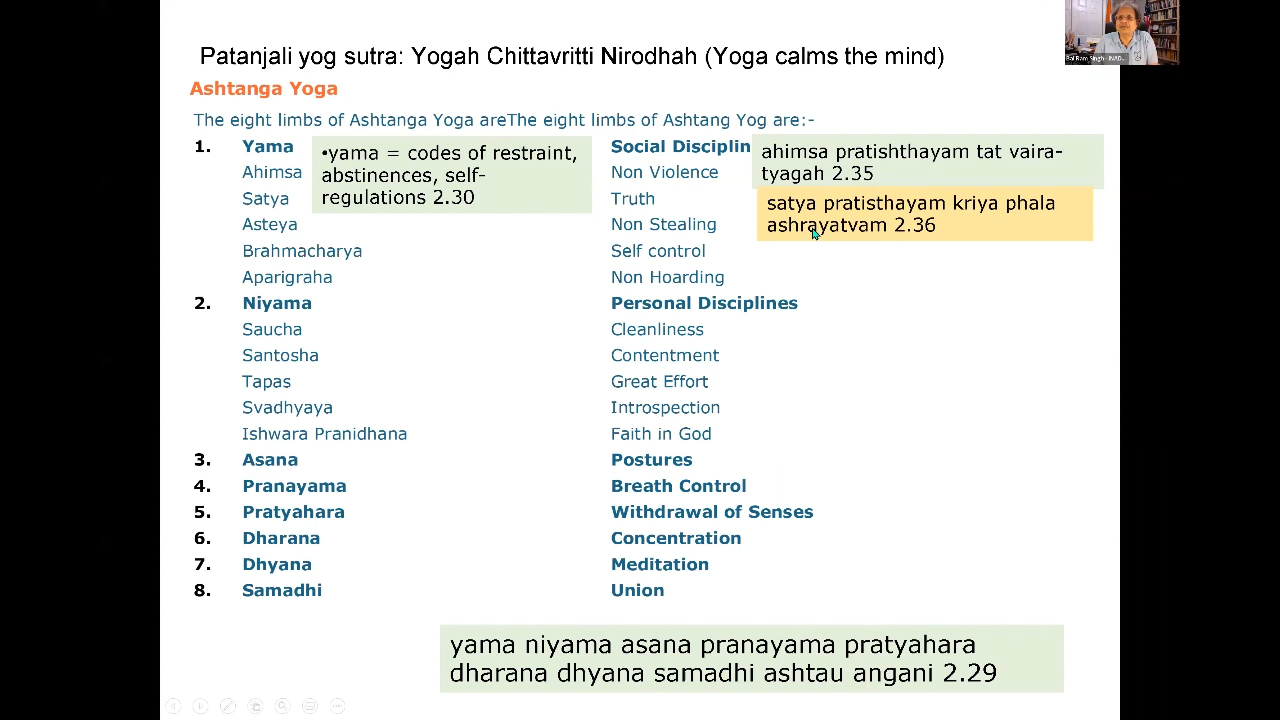 Patanjali yog sutra: Yogah Chittavritti Nirodhah (Yoga calms the mind)
Ashtanga Yoga
The eight limbs of Ashtanga Yoga areThe eight limbs of Ashtang Yog are:-
1. Yama Social Disciplin
•yama = codes of restraint,
abstinences, self-
regulations 2.30
ahimsa pratishthayam tat vaira-
tyagah 2.35
Ahimsa Non Violence
Satya Truth
satya pratisthayam kriya phala
ashrayatvam 2.36
Asteya Non Stealing
Brahmacharya Self control
Aparigraha Non Hoarding
2. Niyama Personal Disciplines
Saucha Cleanliness
Santosha Contentment
Tapas Great Effort
Svadhyaya Introspection
Ishwara Pranidhana Faith in God
3. Asana Postures
4. Pranayama Breath Control
5. Pratyahara Withdrawal of Senses
6. Dharana Concentration
7. Dhyana Meditation
8. Samadhi Union
yama niyama asana pranayama pratyahara
dharana dhyana samadhi ashtau angani 2.29
Bal Ram Singh - INAD...